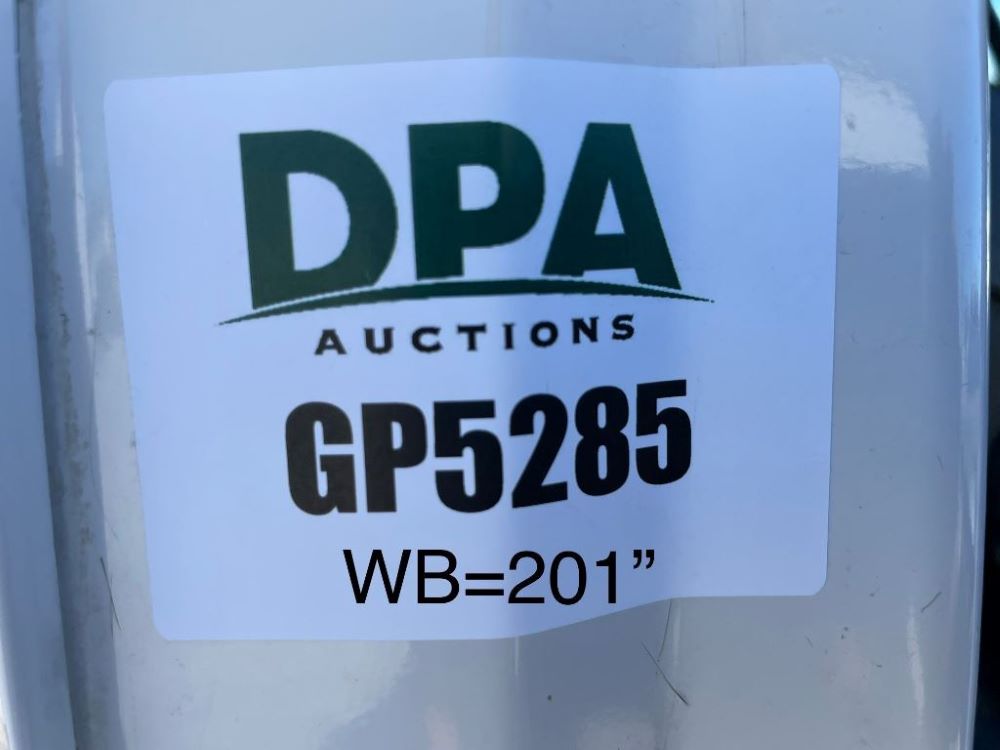 DPA
AUCTIONS
GP5285
WB=201”